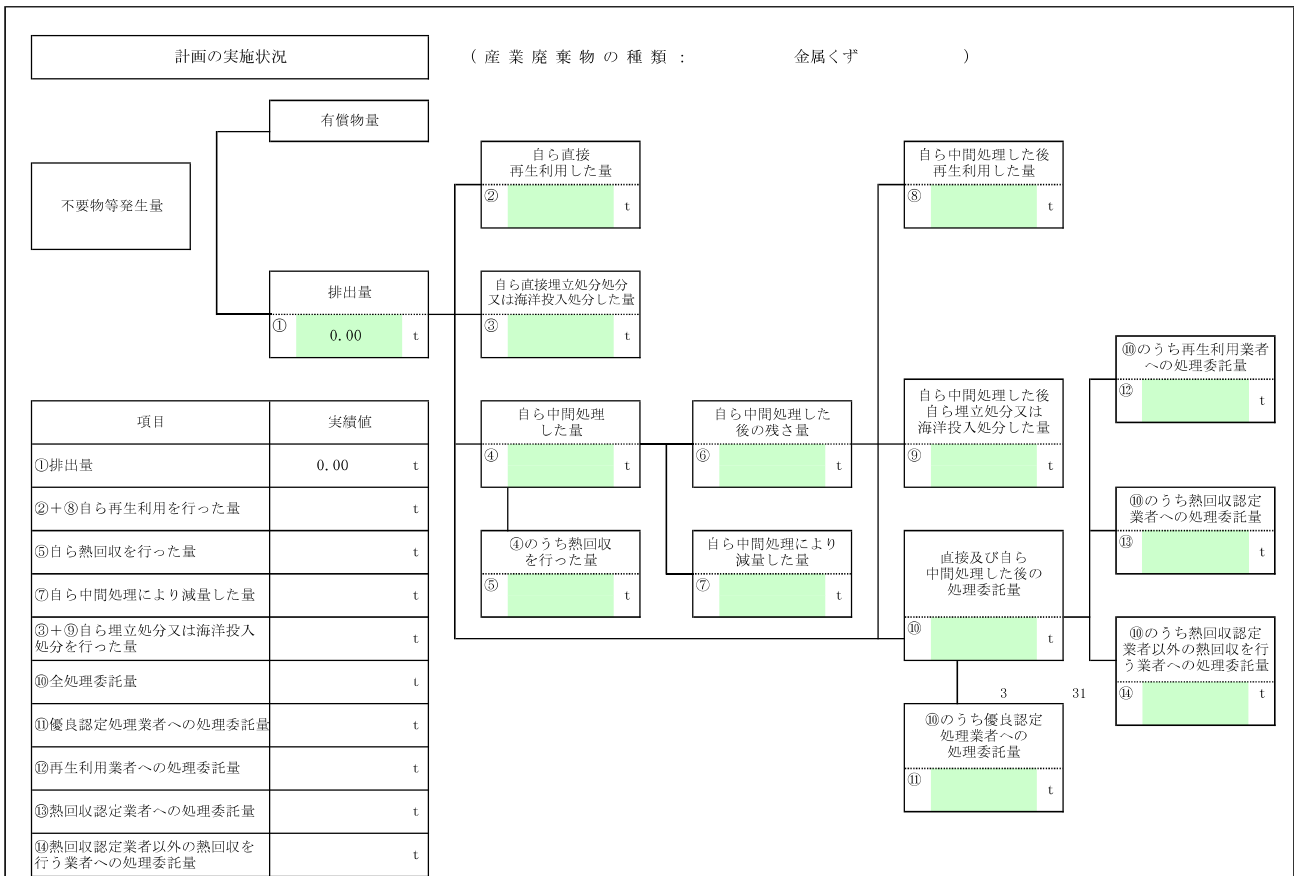 計画の実施状況
（産業廃棄物の種類： 金属くず ）
有償物量
不要物等発生量
排出量
① 0.00 t
自ら直接
再生利用した量
② t
自ら直接埋立処分処分
又は海洋投入処分した量
③ t
自ら中間処理
した量
④ t
④のうち熱回収
を行った量
⑤ t
自ら中間処理した
後の残さ量
⑥ t
自ら中間処理により
減量した量
⑦ t
自ら中間処理した後
再生利用した量
⑧ t
自ら中間処理した後
自ら埋立処分又は
海洋投入処分した量
⑨ t
直接及び自ら
中間処理した後の
処理委託量
⑩ t
3 31
⑩のうち優良認定
処理業者への
処理委託量
⑪ t
⑩のうち再生利用業者
への処理委託量
⑫ t
⑩のうち熱回収認定
業者への処理委託量
⑬ t
⑩のうち熱回収認定
業者以外の熱回収を行
う業者への処理委託量
⑭ t
項目 実績値
①排出量 0.00 t
②＋⑧自ら再生利用を行った量 t
⑤自ら熱回収を行った量 t
⑦自ら中間処理により減量した量 t
③＋⑨自ら埋立処分又は海洋投入
処分を行った量 t
⑩全処理委託量 t
⑪優良認定処理業者への処理委託量 t
⑫再生利用業者への処理委託量 t
⑬熱回収認定業者への処理委託量 t
⑭熱回収認定業者以外の熱回収を
行う業者への処理委託量 t